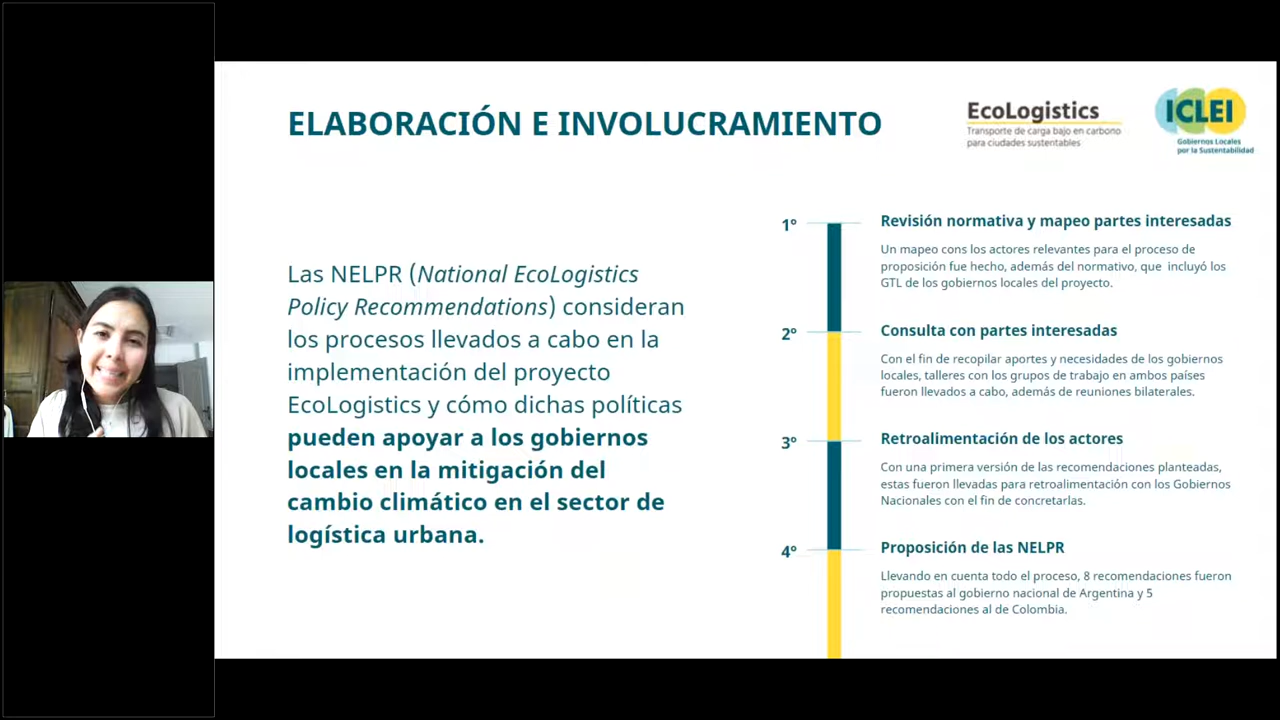 ELABORACIÓN E INVOLUCRAMIENTO
EcoLogistics
Transporte de carga bajo en carbono
para ciudades sustentables
ICLEI
Gobiernos Locales
por la Sustentabilidad
Las NELPR (National EcoLogistics
Policy Recommendations) consideran
los procesos llevados a cabo en la
implementación del proyecto
EcoLogistics y cómo dichas políticas
pueden apoyar a los gobiernos
locales en la mitigación del
cambio climático en el sector de
logística urbana.
1º
Revisión normativa y mapeo partes interesadas
Un mapeo cons los actores relevantes para el proceso de
proposición fue hecho, además del normativo, que incluyó los
GTL de los gobiernos locales del proyecto.
2º
Consulta con partes interesadas
Con el fin de recopilar aportes y necesidades de los gobiernos
locales, talleres con los grupos de trabajo en ambos países
fueron llevados a cabo, además de reuniones bilaterales.
3º
Retroalimentación de los actores
Con una primera versión de las recomendaciones planteadas,
estas fueron llevadas para retroalimentación con los Gobiernos
Nacionales con el fin de concretarlas.
4º
Proposición de las NELPR
Llevando en cuenta todo el proceso, 8 recomendaciones fueron
propuestas al gobierno nacional de Argentina y 5
recomendaciones al de Colombia.